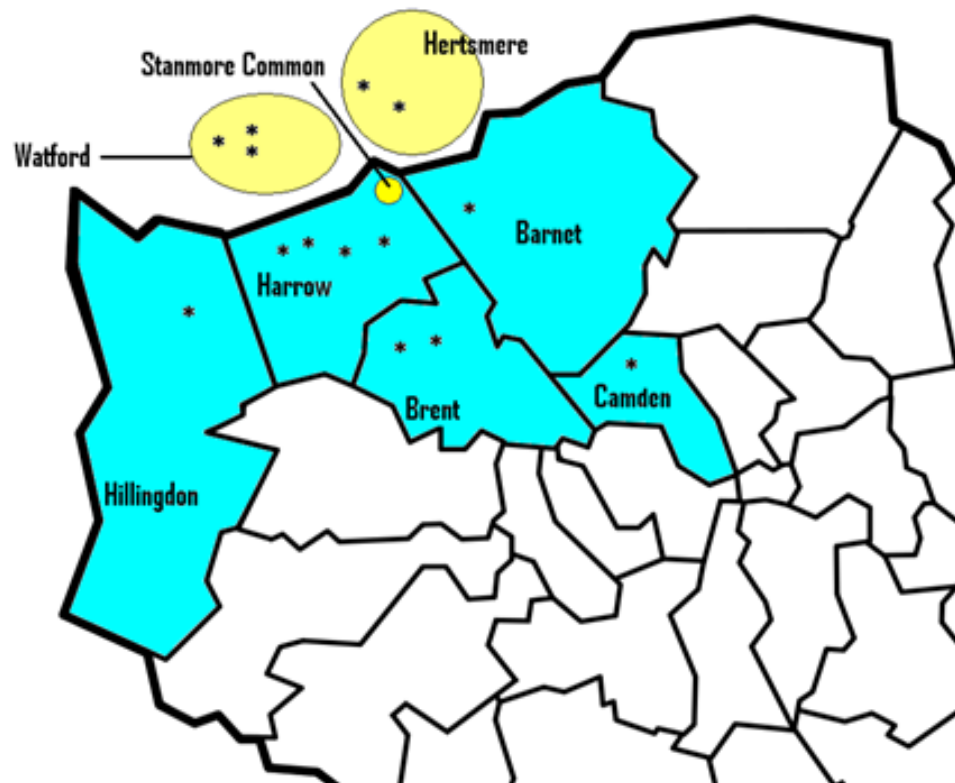 Hertsmere
Stanmore Common
Watford
Barnet
Harrow
Camden
Brent
Hillingdon